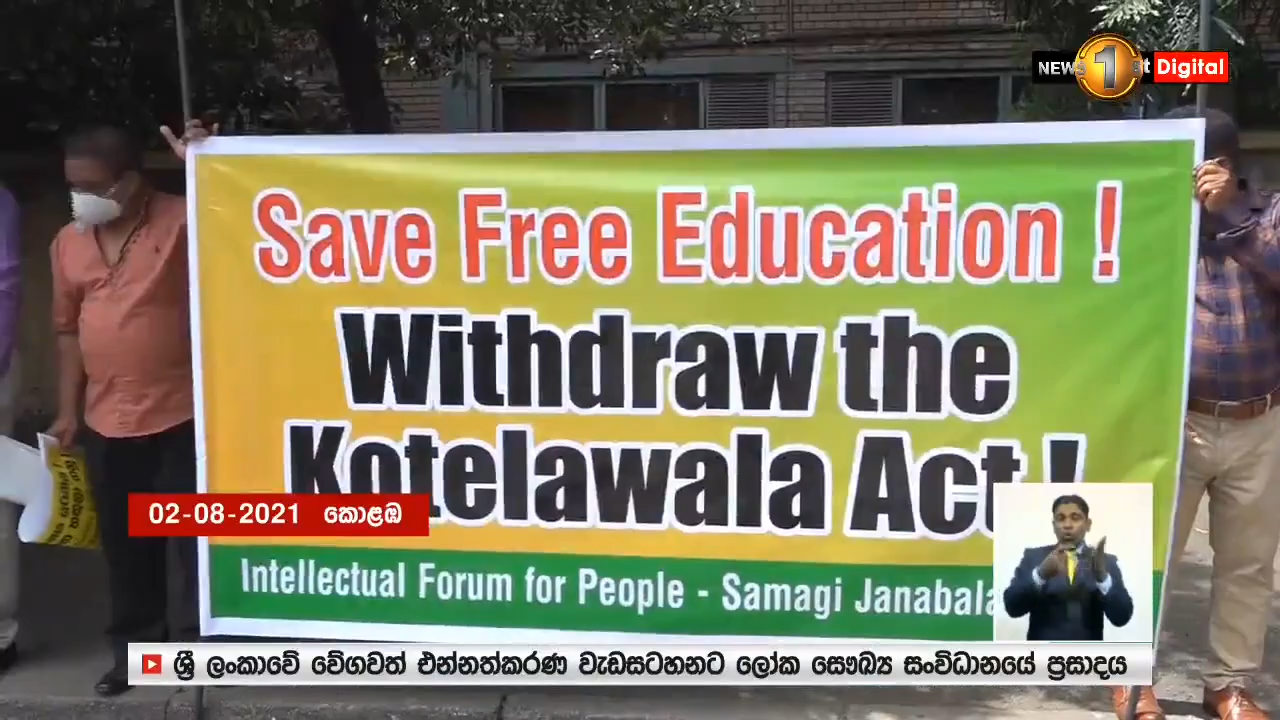 NEWS 1st Digital
Save Free Education !
Withdraw the
Kotelawala Act !
02-08-2021 කොළඹ
Intellectual Forum for People - Samagi Janabala
ශ්‍රී ලංකාවේ වේගවත් එන්නත්කරණ වැඩසටහනට ලෝක සෞඛ්‍ය සංවිධානයේ ප්‍රසාදය